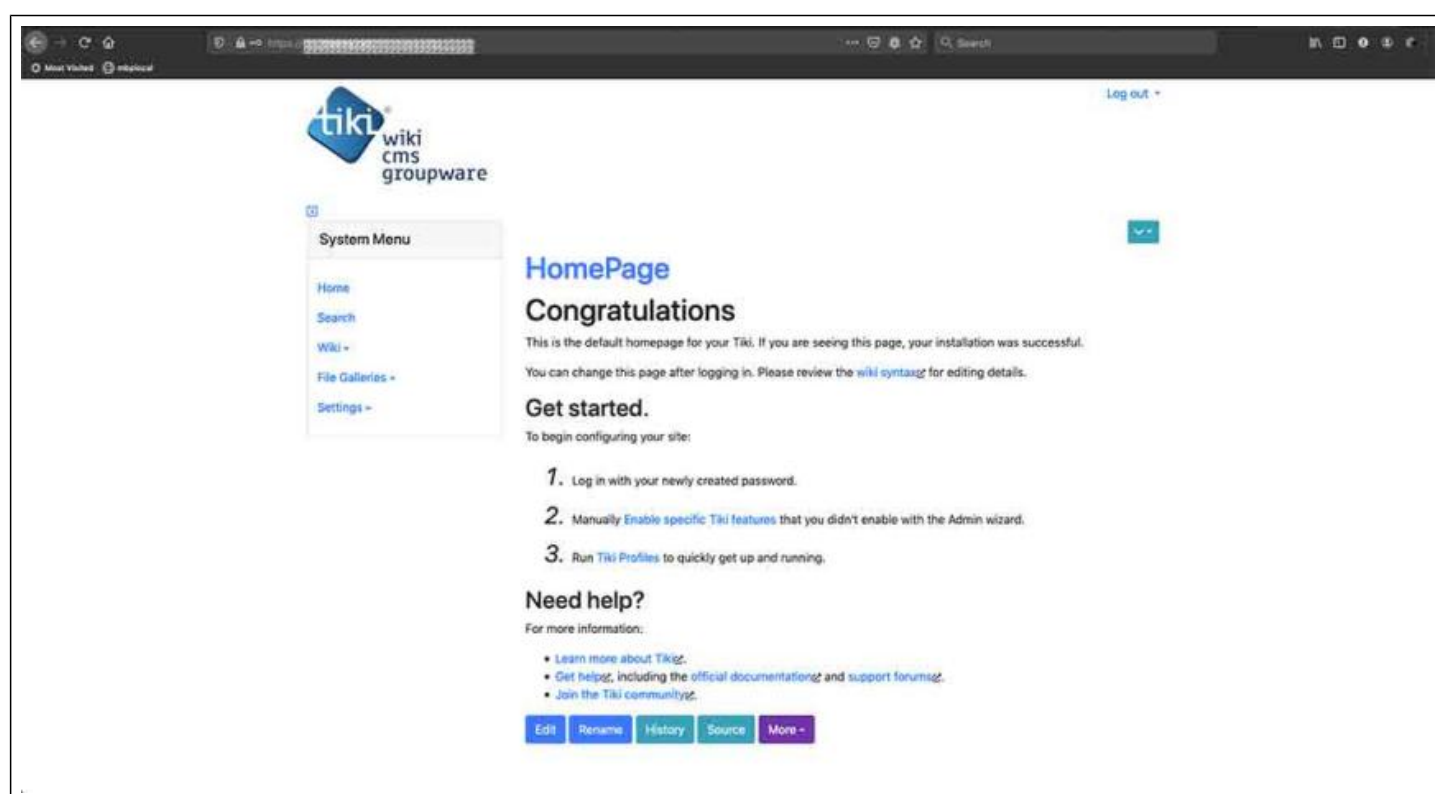 https://
Search
Most Visited
Log out
tiki®
wiki
cms
groupware
System Menu
Home
Search
Wiki
File Galleries
Settings
HomePage
Congratulations
This is the default homepage for your Tiki. If you are seeing this page, your installation was successful.
You can change this page after logging in. Please review the wiki syntax for editing details.
Get started.
To begin configuring your site:
1. Log in with your newly created password.
2. Manually Enable specific Tiki features that you didn't enable with the Admin wizard.
3. Run Tiki Profiles to quickly get up and running.
Need help?
For more information:
• Learn more about Tiki.
• Get help, including the official documentation and support forums.
• Join the Tiki community.
Edit Rename History Source More